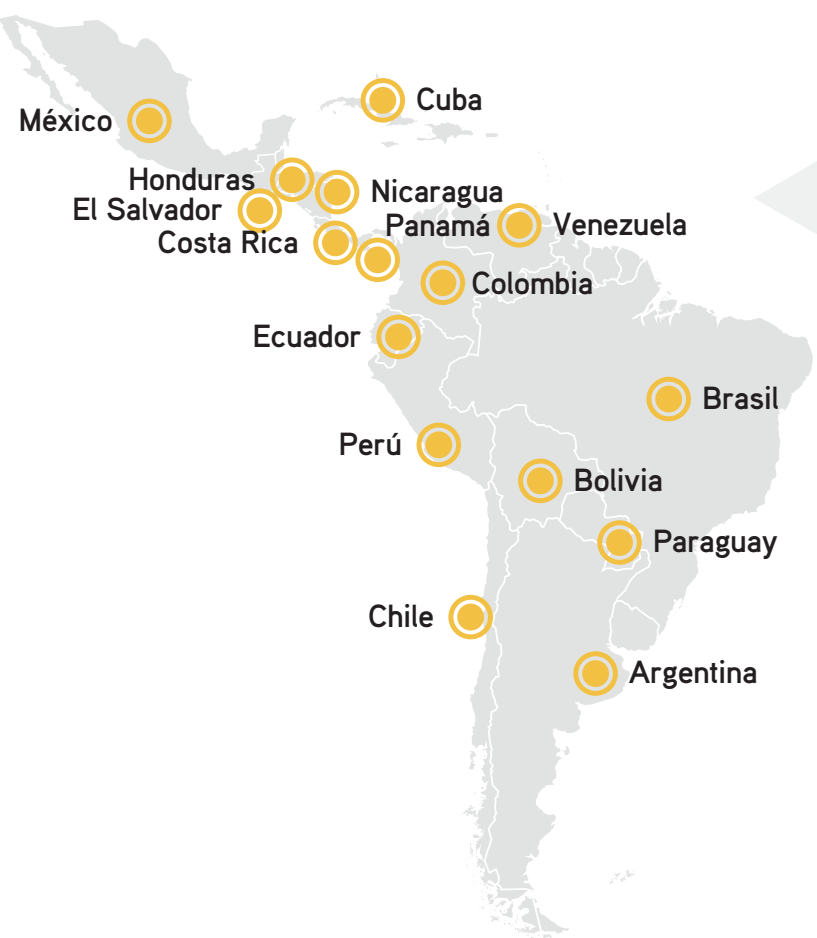 Cuba
México
Honduras
Nicaragua
El Salvador
Panamá
Venezuela
Costa Rica
Colombia
Ecuador
Brasil
Perú
Bolivia
Paraguay
Chile
Argentina